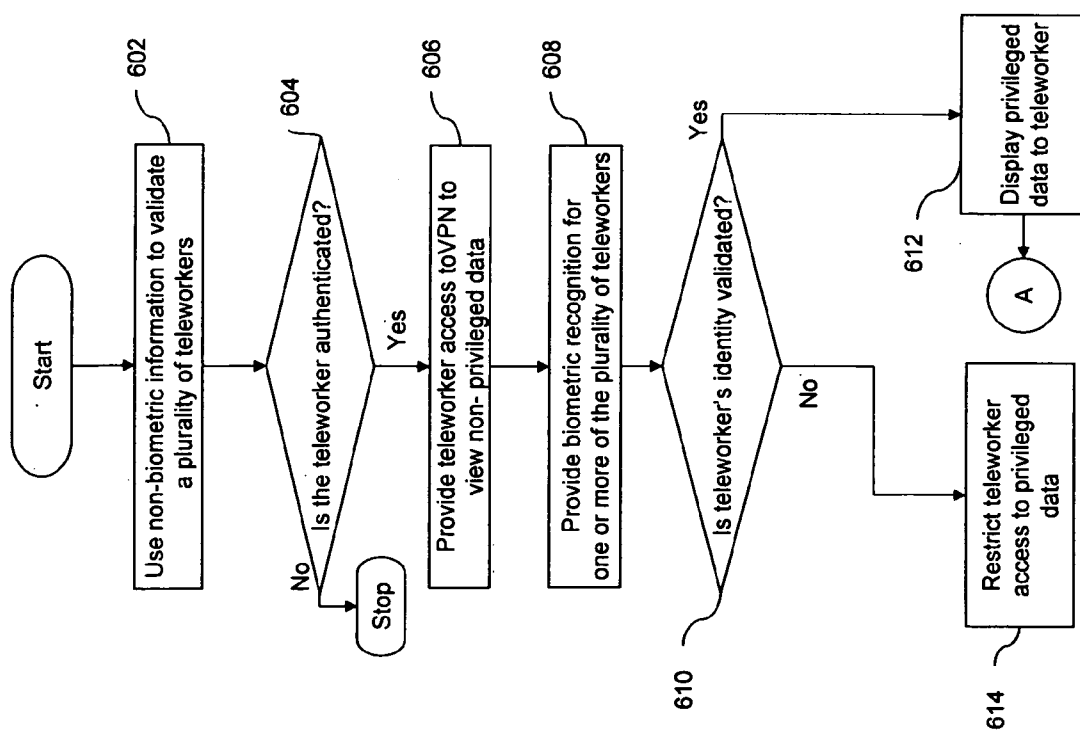 Start
602
Use non-biometric information to validate
a plurality of teleworkers
604
Is the teleworker authenticated?
No
Stop
Yes
606
Provide teleworker access toVPN to
view non- privileged data
608
Provide biometric recognition for
one or more of the plurality of teleworkers
610
Is teleworker's identity validated?
Yes
No
612
Display privileged
data to teleworker
A
614
Restrict teleworker
access to privileged
data